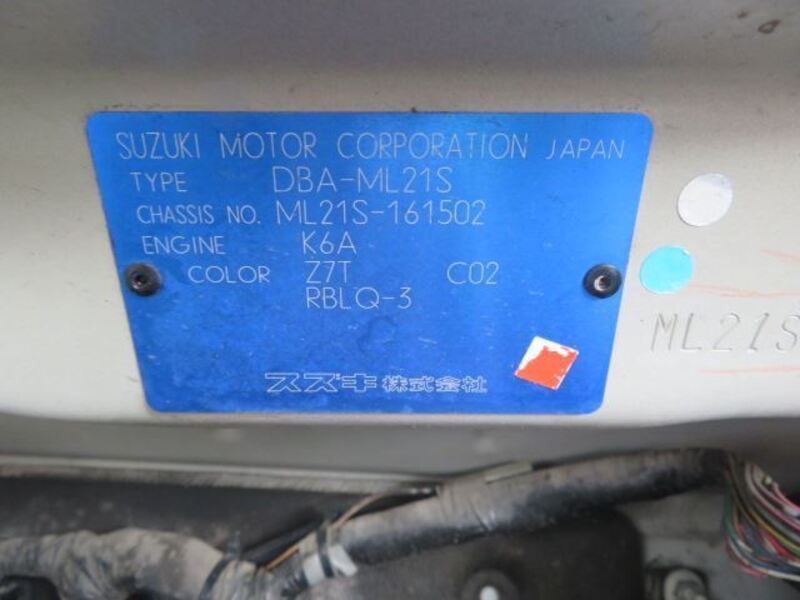 SUZUKI MOTOR CORPORATION JAPAN
TYPE DBA-ML21S
CHASSIS NO. ML21S-161502
ENGINE K6A
COLOR Z7T C02
RBLQ-3
スズキ株式会社
ML21S